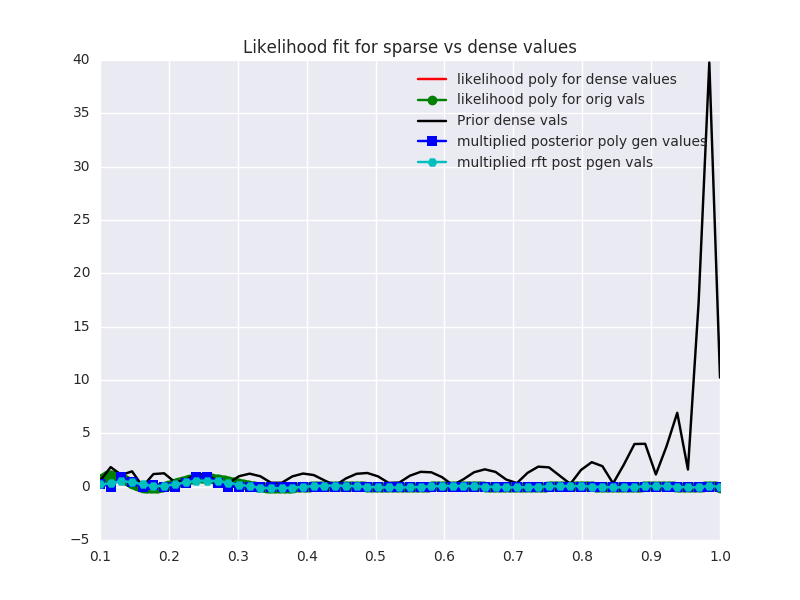 Likelihood fit for sparse vs dense values
40
35
30
25
20
15
10
5
0
−5
likelihood poly for dense values
likelihood poly for orig vals
Prior dense vals
multiplied posterior poly gen values
multiplied rft post pgen vals
0.1 0.2 0.3 0.4 0.5 0.6 0.7 0.8 0.9 1.0